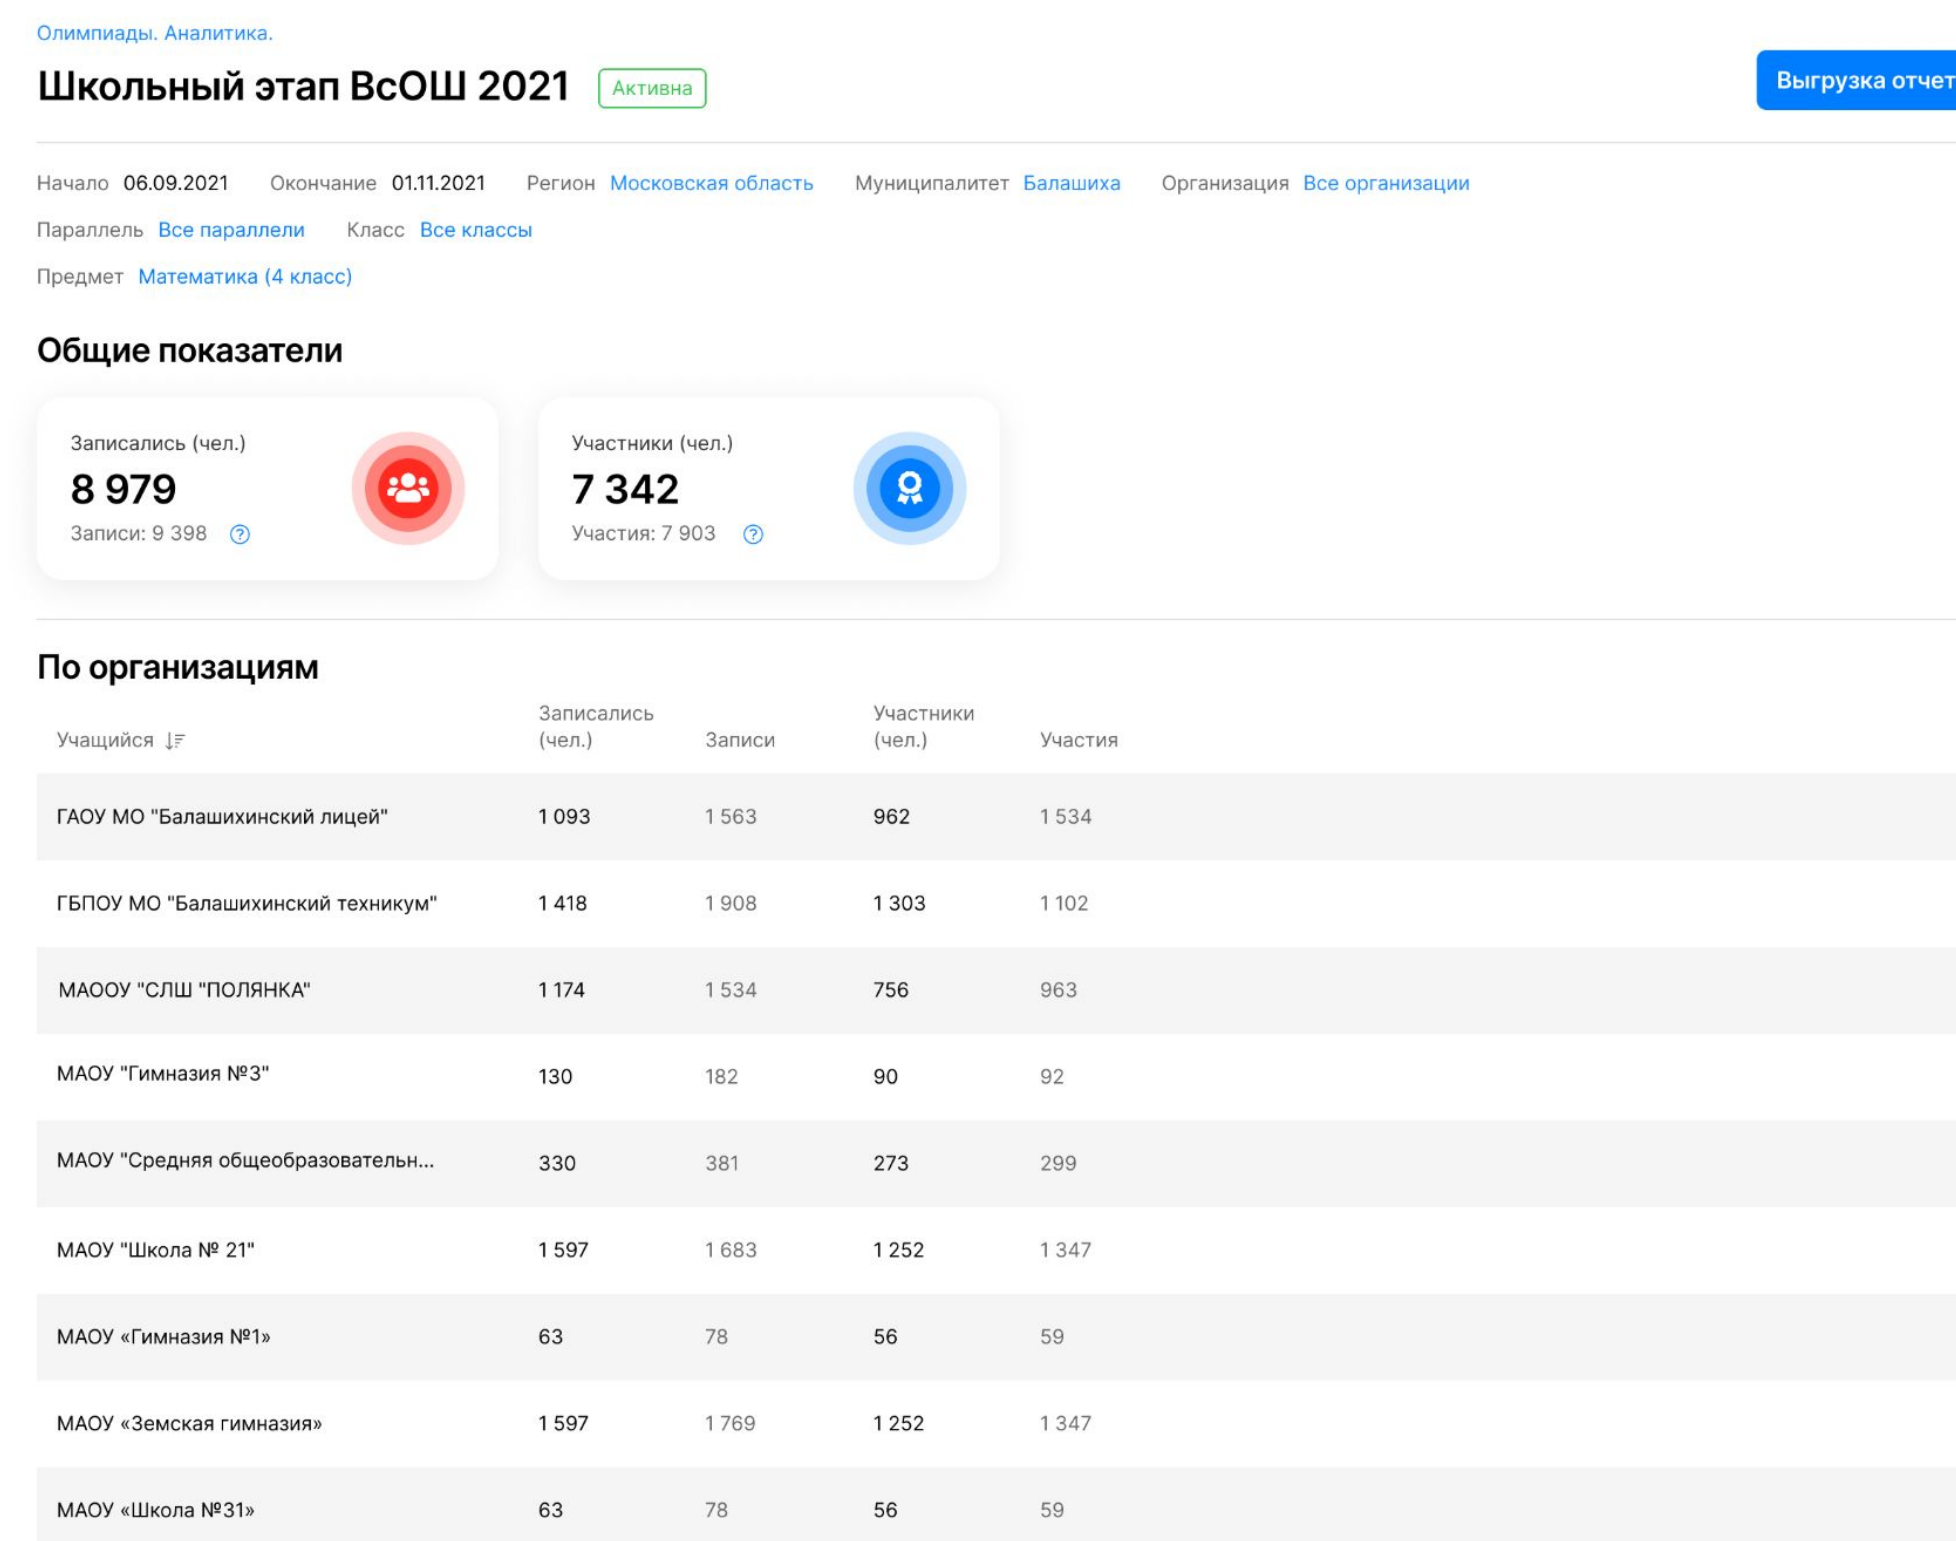 Олимпиады. Аналитика.
Школьный этап ВсОШ 2021 Активна
Выгрузка отчет
Начало 06.09.2021 Окончание 01.11.2021 Регион Московская область Муниципалитет Балашиха Организация Все организации
Параллель Все параллели Класс Все классы
Предмет Математика (4 класс)
Общие показатели
Записались (чел.)
8 979
Записи: 9 398 ?
Участники (чел.)
7 342
Участия: 7 903 ?
По организациям
Учащийся Записались (чел.) Записи Участники (чел.) Участия
ГАОУ МО "Балашихинский лицей" 1 093 1 563 962 1 534
ГБПОУ МО "Балашихинский техникум" 1 418 1 908 1 303 1 102
МАООУ "СЛШ "ПОЛЯНКА" 1 174 1 534 756 963
МАОУ "Гимназия №3" 130 182 90 92
МАОУ "Средняя общеобразовательн... 330 381 273 299
МАОУ "Школа № 21" 1 597 1 683 1 252 1 347
МАОУ «Гимназия №1» 63 78 56 59
МАОУ «Земская гимназия» 1 597 1 769 1 252 1 347
МАОУ «Школа №31» 63 78 56 59